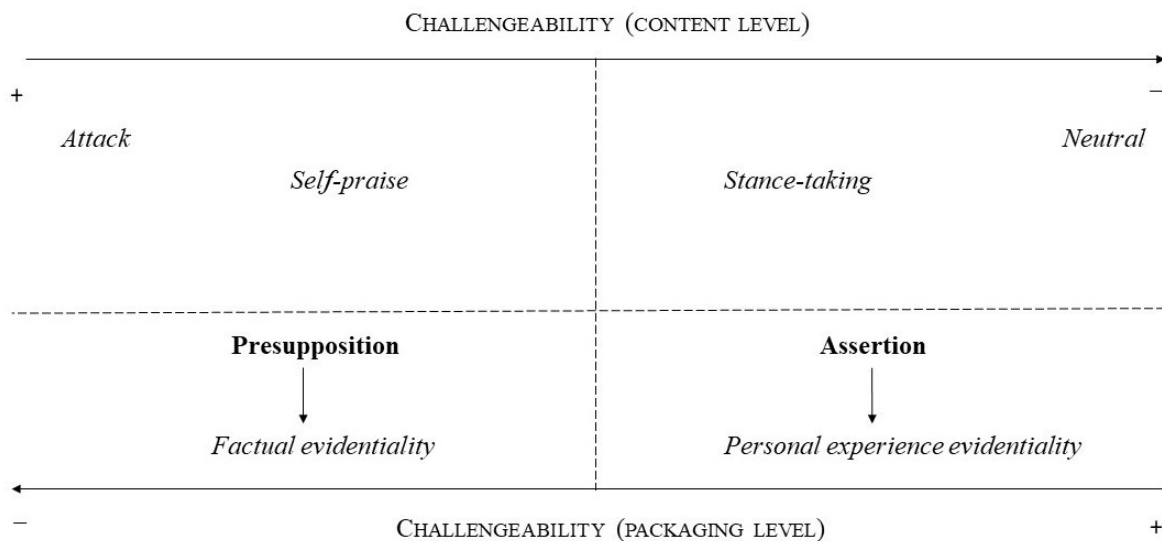 CHALLENGEABILITY (CONTENT LEVEL)
+ –
Attack Neutral
Self-praise Stance-taking
Presupposition Assertion
Factual evidentiality Personal experience evidentiality
– +
CHALLENGEABILITY (PACKAGING LEVEL)